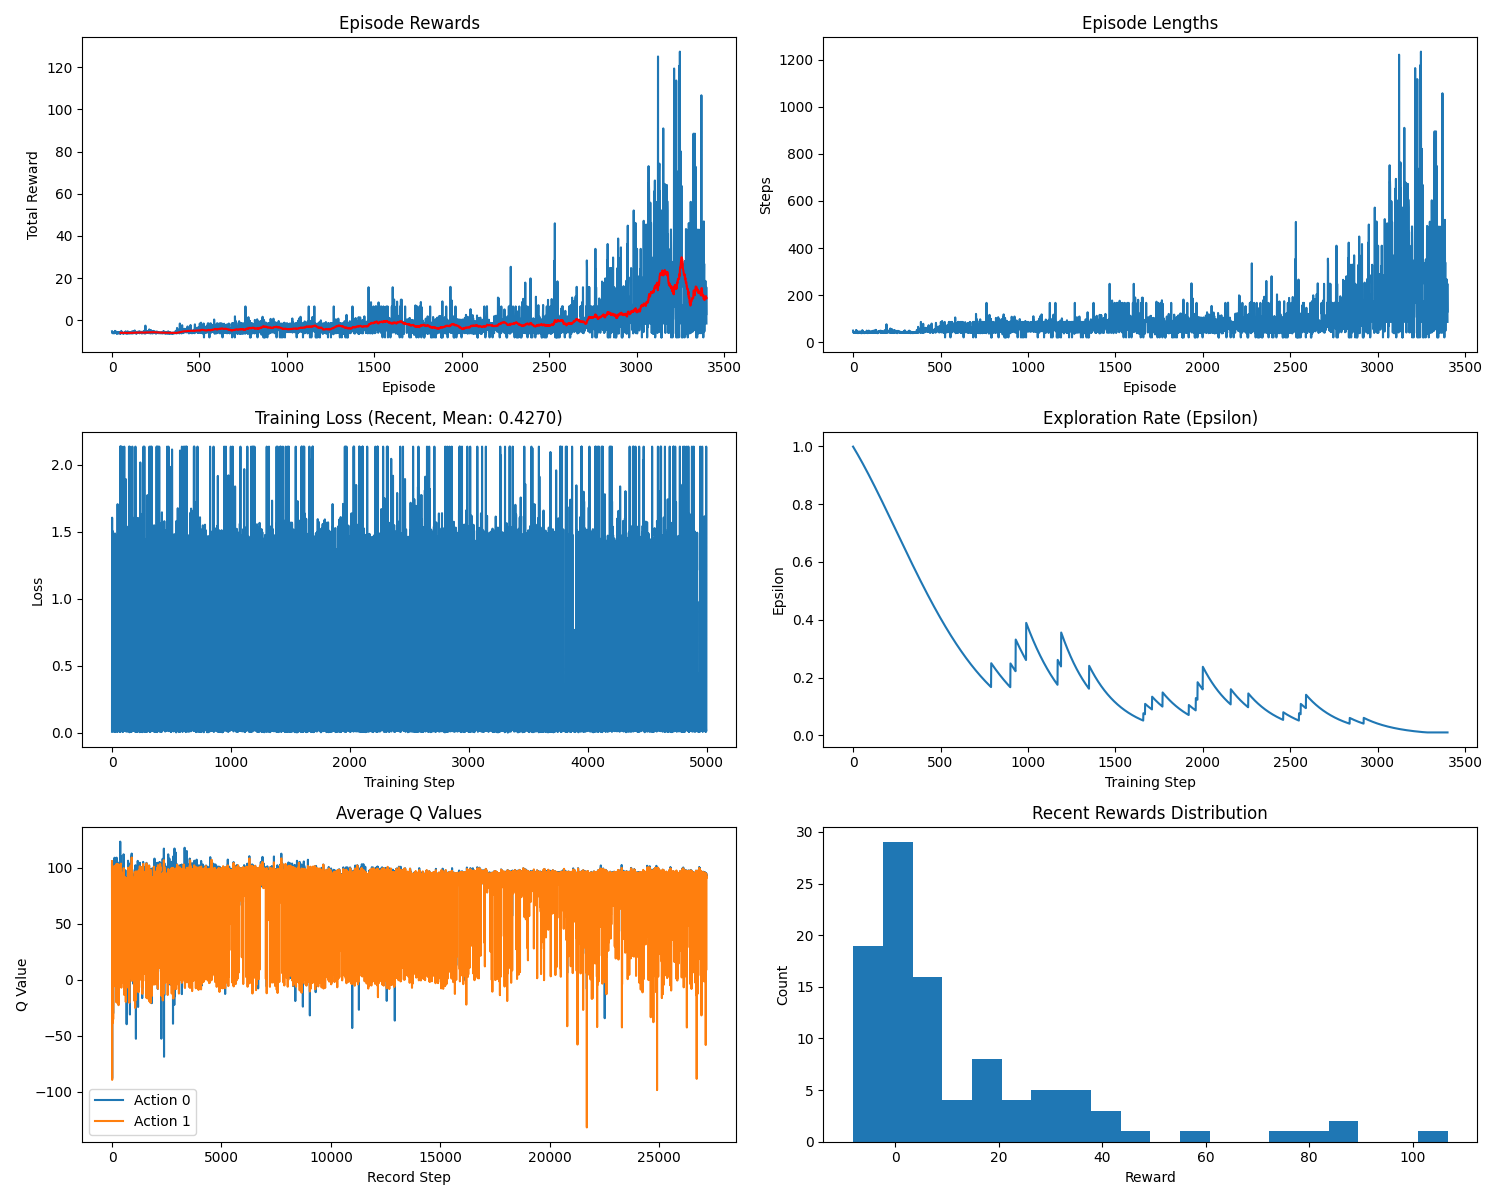 Episode Rewards
Total Reward
120
100
80
60
40
20
0
0 500 1000 1500 2000 2500 3000 3500
Episode
Episode Lengths
Steps
1200
1000
800
600
400
200
0
0 500 1000 1500 2000 2500 3000 3500
Episode
Training Loss (Recent, Mean: 0.4270)
Loss
2.0
1.5
1.0
0.5
0.0
0 1000 2000 3000 4000 5000
Training Step
Exploration Rate (Epsilon)
Epsilon
1.0
0.8
0.6
0.4
0.2
0.0
0 500 1000 1500 2000 2500 3000 3500
Training Step
Average Q Values
Q Value
100
50
0
−50
−100
Action 0
Action 1
0 5000 10000 15000 20000 25000
Record Step
Recent Rewards Distribution
Count
30
25
20
15
10
5
0
0 20 40 60 80 100
Reward